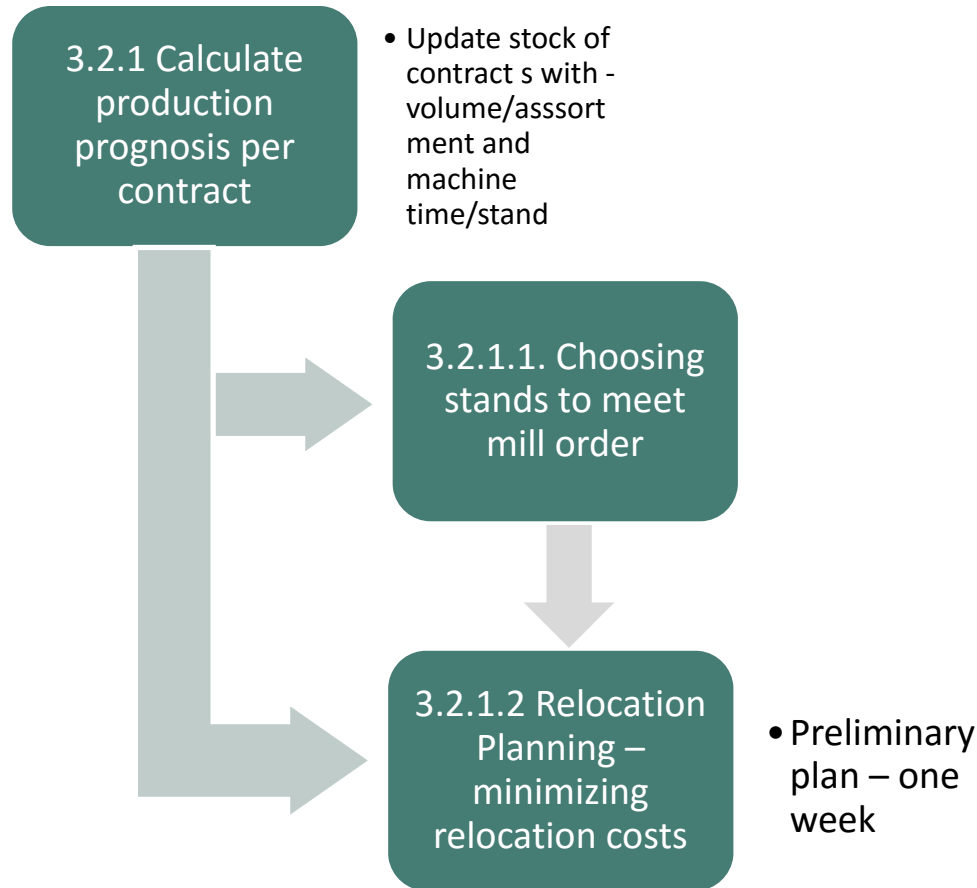 3.2.1 Calculate
production
prognosis per
contract
• Update stock of
contract s with -
volume/asssort
ment and
machine
time/stand
3.2.1.1. Choosing
stands to meet
mill order
3.2.1.2 Relocation
Planning –
minimizing
relocation costs
• Preliminary
plan – one
week